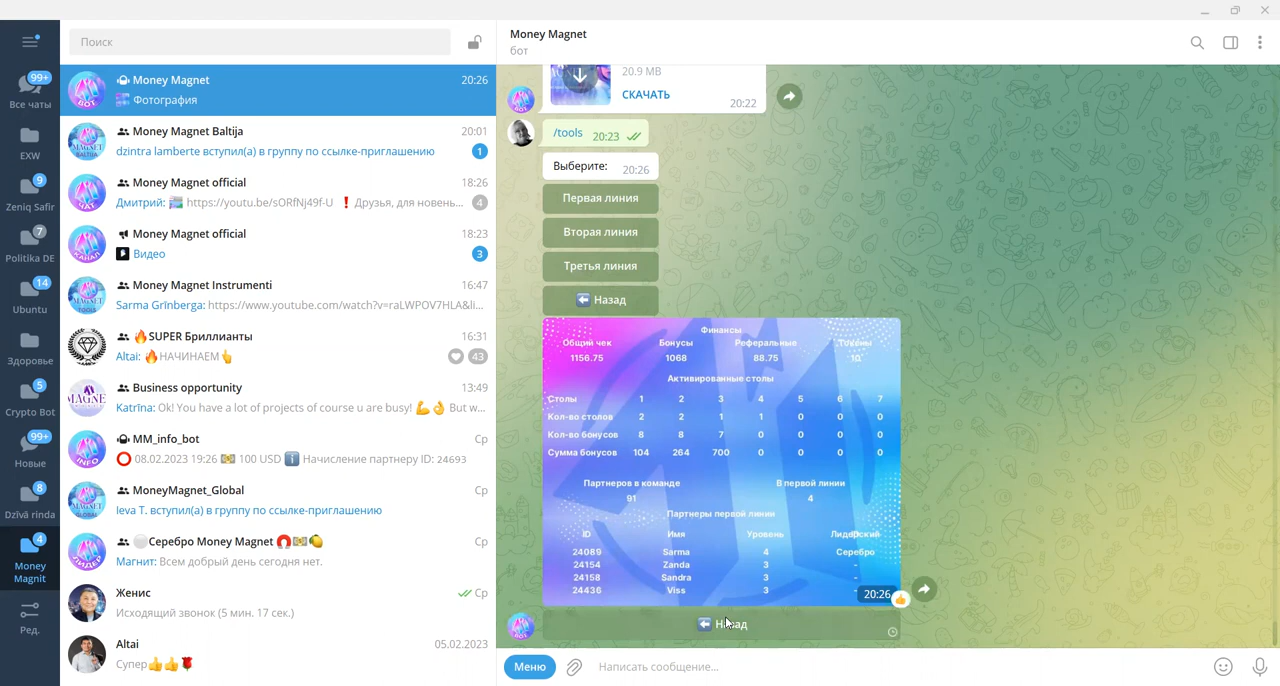 Поиск
99+
Все чаты
EXW
9
Zeniq Safir
7
Politika DE
14
Ubuntu
Здоровье
5
Crypto Bot
99+
Новые
8
Dzīvā rinda
4
Money
Magnit
Ред.
Money Magnet 20:26
Фотография
Money Magnet Baltija 20:01
dzintra lamberte вступил(а) в группу по ссылке-приглашению 1
Money Magnet official 18:26
Дмитрий: https://youtu.be/sORfNj49f-U ❗ Друзья, для новень... 4
Money Magnet official 18:23
Видео 3
Money Magnet Instrumenti 16:47
Sarma Grīnberga: https://www.youtube.com/watch?v=raLWPOV7HLA&li...
🔥SUPER Бриллианты 16:31
Altai: 🔥НАЧИНАЕМ👆 43
Business opportunity 13:49
Katrīna: Ok! You have a lot of projects of course u are busy! 💪👌 But w...
MM_info_bot Ср
⭕ 08.02.2023 19:26 💵 100 USD ℹ️ Начисление партнеру ID: 24693
MoneyMagnet_Global Ср
Ieva T. вступил(а) в группу по ссылке-приглашению
⚪Серебро Money Magnet🧲💵🍋 Ср
Магнит: Всем добрый день сегодня нет.
Женис Ср
Исходящий звонок (5 мин. 17 сек.)
Altai 05.02.2023
Супер👍👍🌹
Money Magnet
бот
20.9 MB
СКАЧАТЬ
20:22
/tools 20:23
Выберите: 20:26
Первая линия
Вторая линия
Третья линия
⬅️ Назад
Финансы
Общий чек Бонусы Реферальные Токены
1156.75 1068 88.75 10
Активированные столы
Столы 1 2 3 4 5 6 7
Кол-во столов 2 2 1 1 0 0 0
Кол-во бонусов 8 8 7 0 0 0 0
Сумма бонусов 104 264 700 0 0 0 0
Партнеров в команде В первой линии
91 4
Партнеры первой линии
ID Имя Уровень Лидерский
24089 Sarma 4 Серебро
24154 Zanda 3 -
24158 Sandra 3 -
24436 Viss 3 -
20:26
⬅️ Назад
Меню
Написать сообщение...